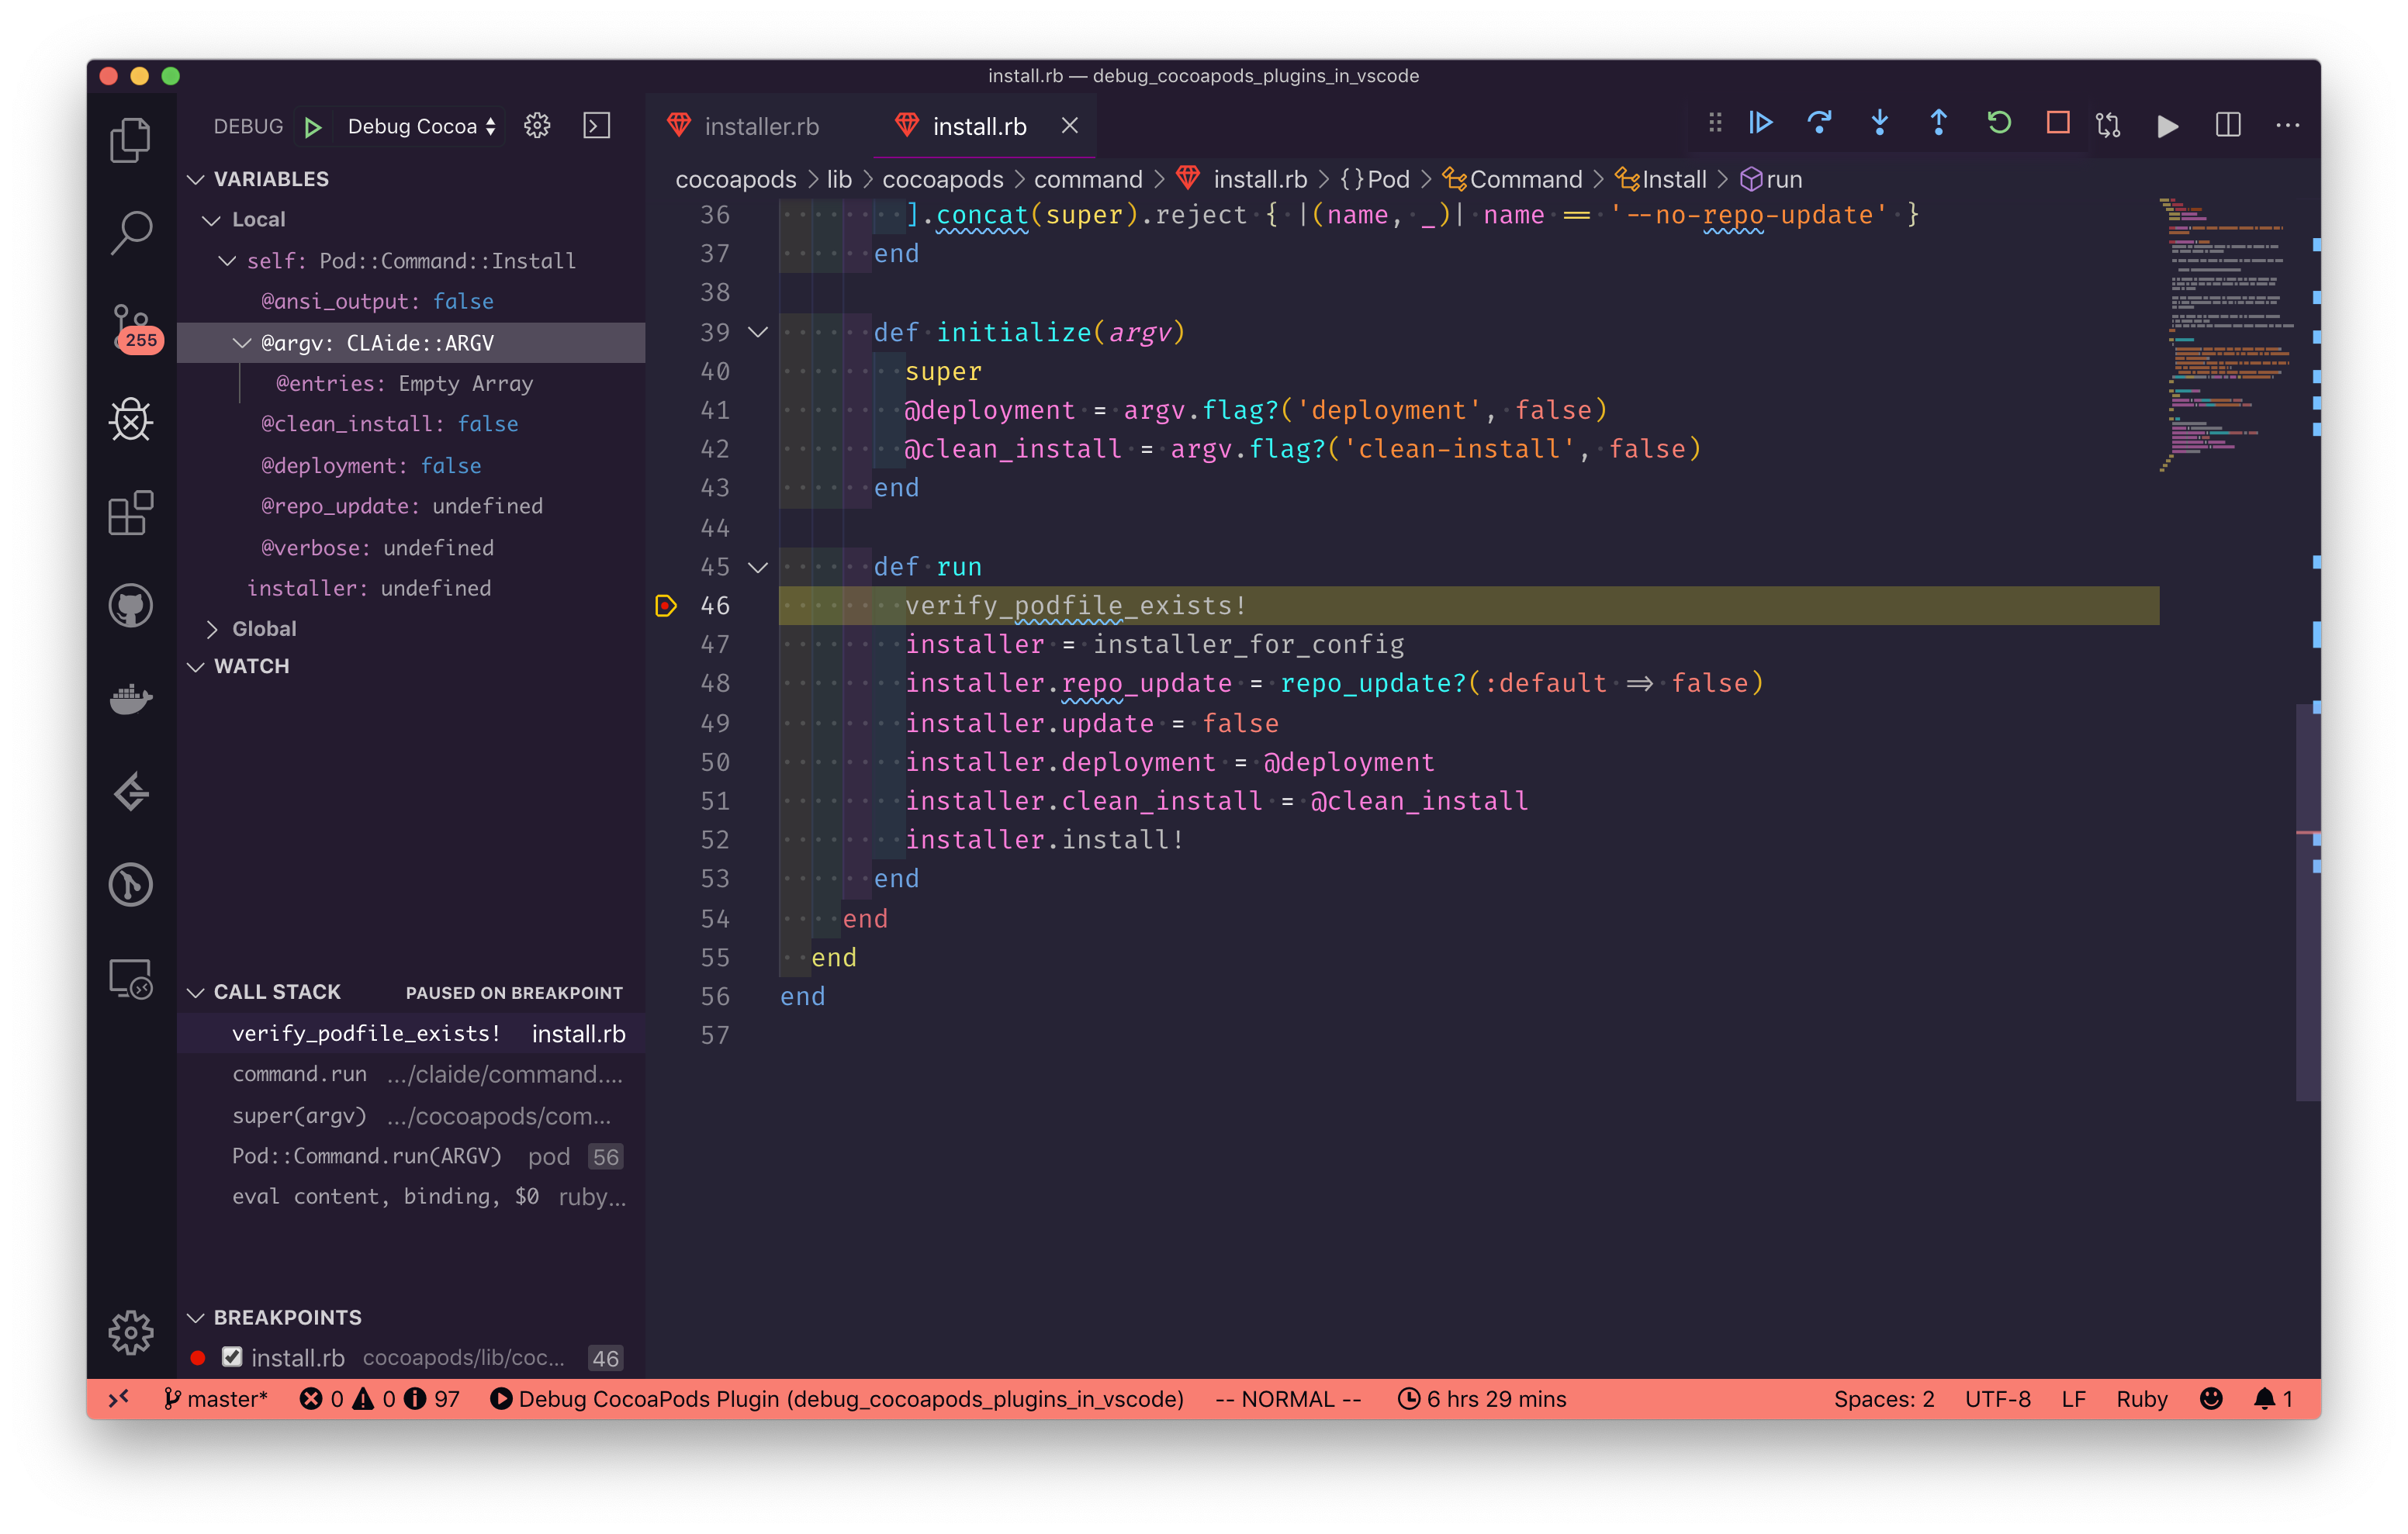 install.rb — debug_cocoapods_plugins_in_vscode
DEBUG Debug Cocoa
installer.rb install.rb
cocoapods lib cocoapods command install.rb {} Pod Command Install run
VARIABLES
Local
self: Pod::Command::Install
@ansi_output: false
@argv: CLAide::ARGV
@entries: Empty Array
@clean_install: false
@deployment: false
@repo_update: undefined
@verbose: undefined
installer: undefined
Global
WATCH
255
CALL STACK PAUSED ON BREAKPOINT
verify_podfile_exists! install.rb
command.run .../claide/command....
super(argv) .../cocoapods/com...
Pod::Command.run(ARGV) pod 56
eval content, binding, $0 ruby...
BREAKPOINTS
install.rb cocoapods/lib/coc... 46
36 ].concat(super).reject { |(name, _)| name == '--no-repo-update' }
37 end
38
39 def initialize(argv)
40 super
41 @deployment = argv.flag?('deployment', false)
42 @clean_install = argv.flag?('clean-install', false)
43 end
44
45 def run
46 verify_podfile_exists!
47 installer = installer_for_config
48 installer.repo_update = repo_update?(:default => false)
49 installer.update = false
50 installer.deployment = @deployment
51 installer.clean_install = @clean_install
52 installer.install!
53 end
54 end
55 end
56 end
57
master* 0 0 97 Debug CocoaPods Plugin (debug_cocoapods_plugins_in_vscode) -- NORMAL -- 6 hrs 29 mins Spaces: 2 UTF-8 LF Ruby 1